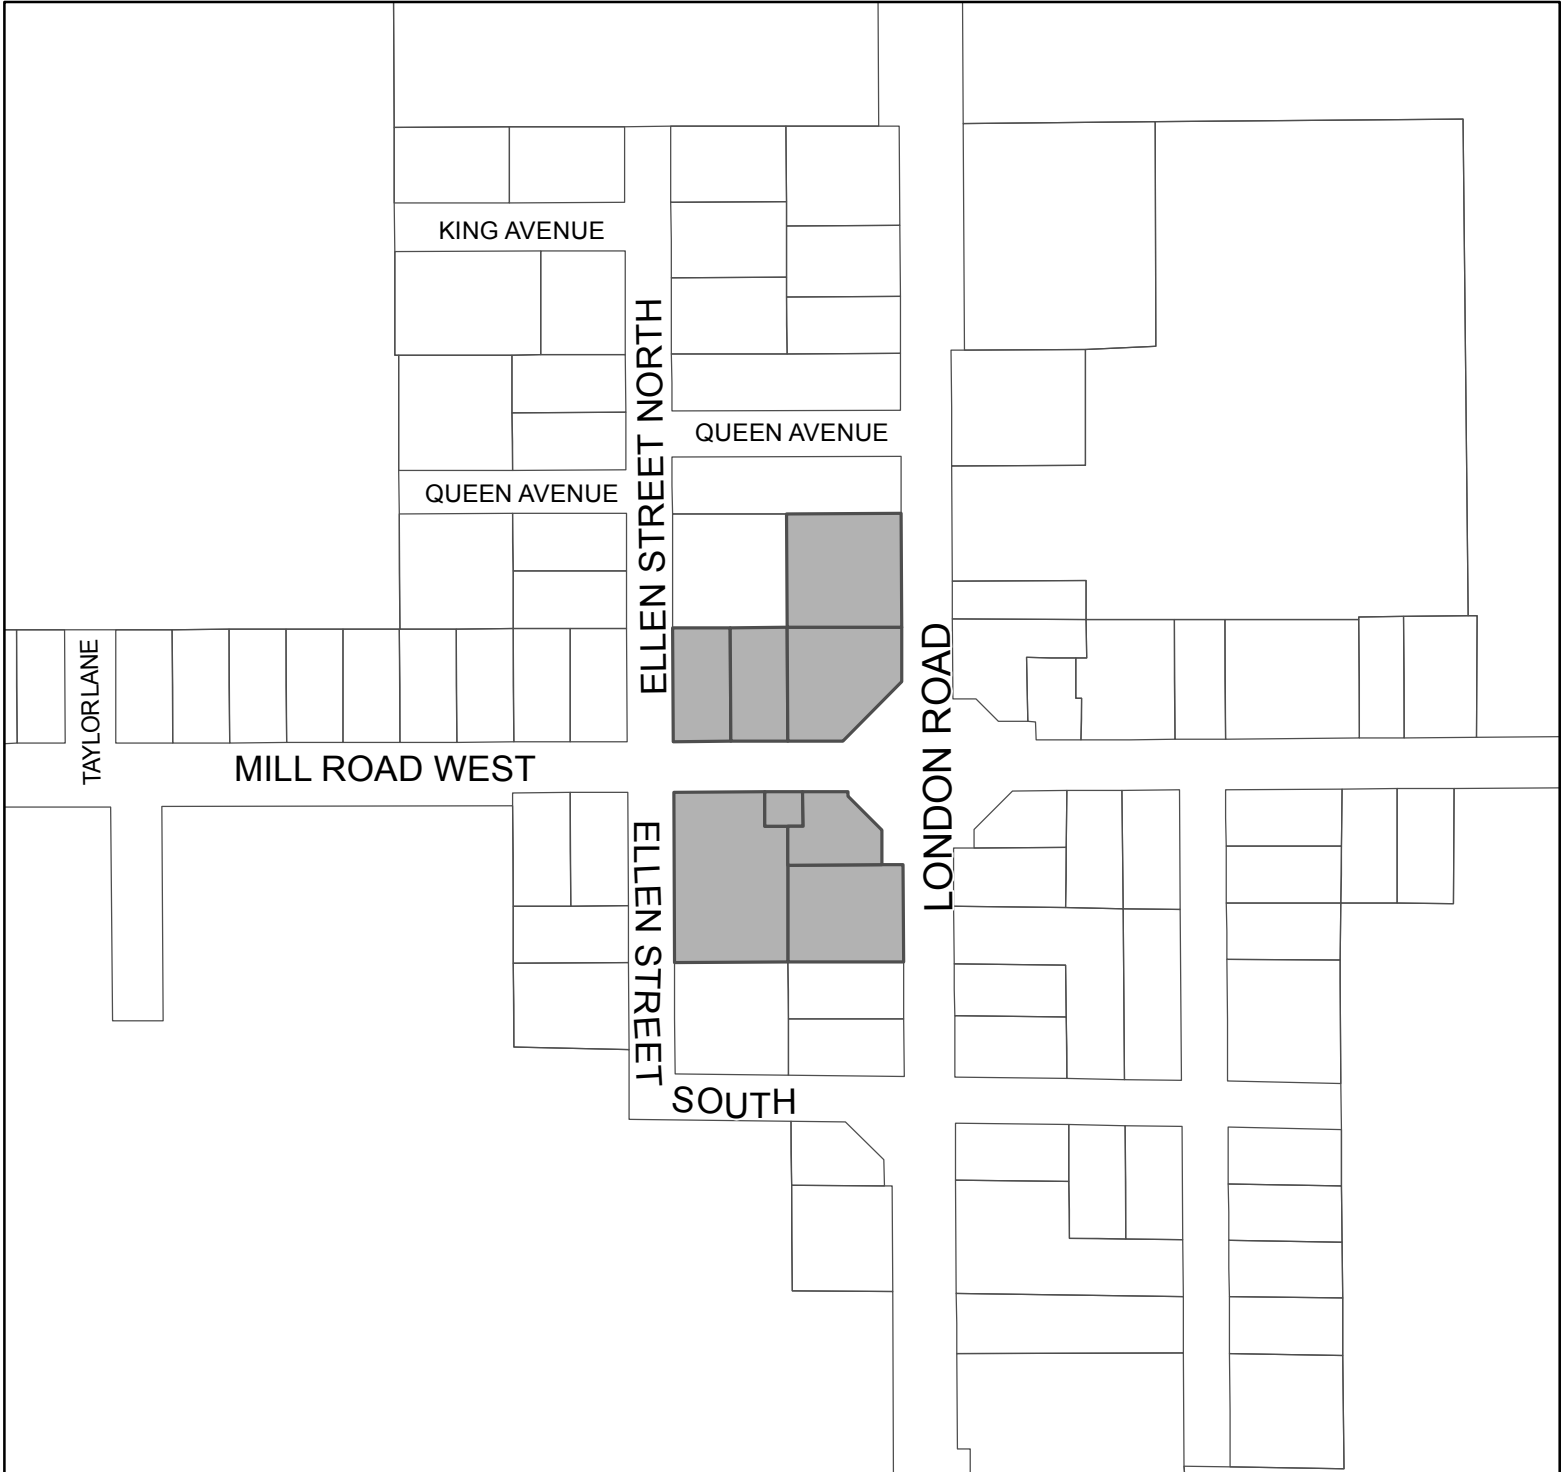 KING AVENUE
ELLEN STREET NORTH
QUEEN AVENUE
QUEEN AVENUE
TAYLOR LANE
MILL ROAD WEST
LONDON ROAD
ELLEN STREET
SOUTH